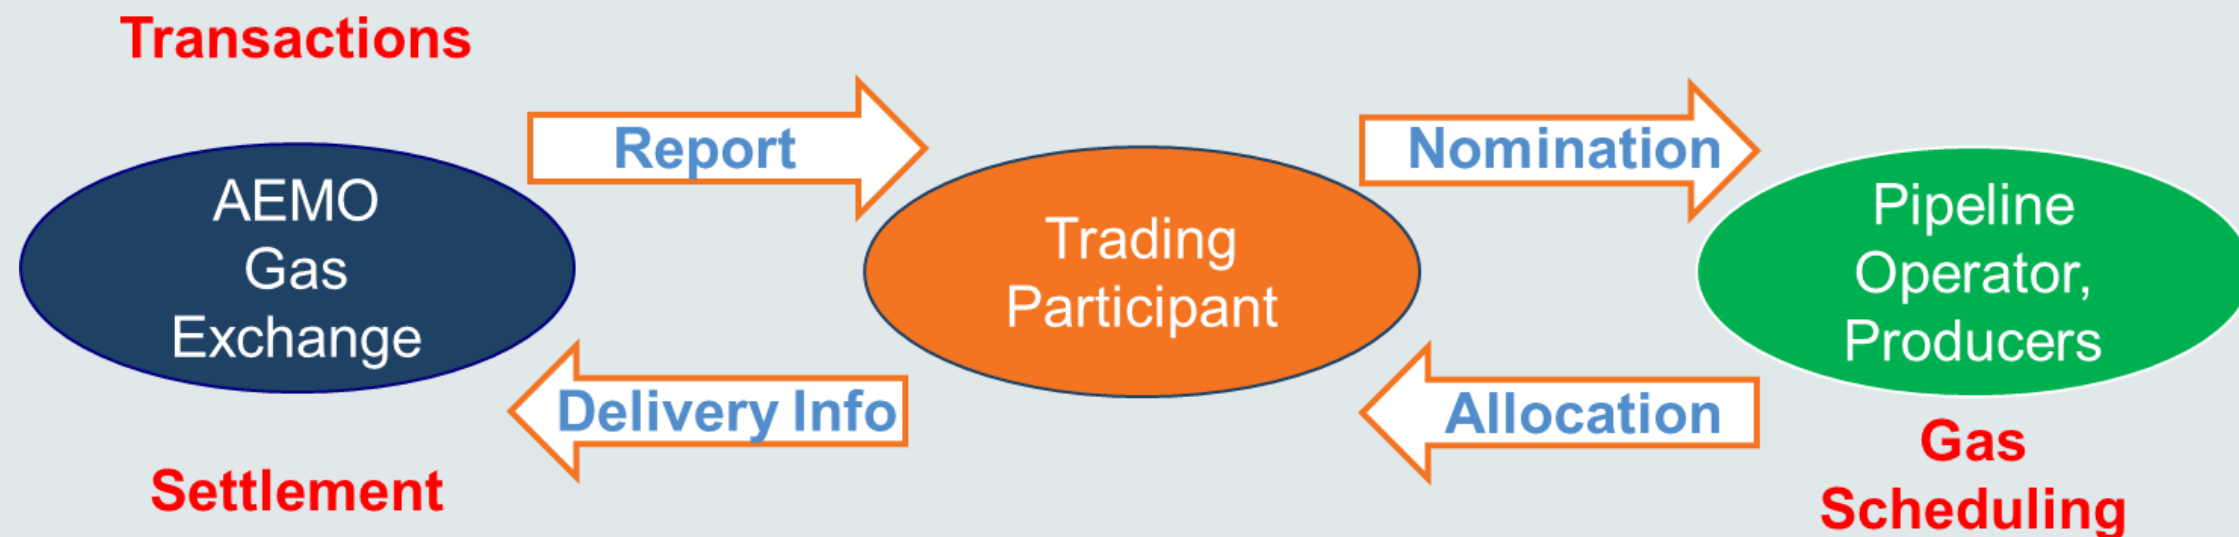 Transactions
Report
Nomination
AEMO
Gas
Exchange
Trading
Participant
Pipeline
Operator,
Producers
Delivery Info
Allocation
Settlement
Gas
Scheduling